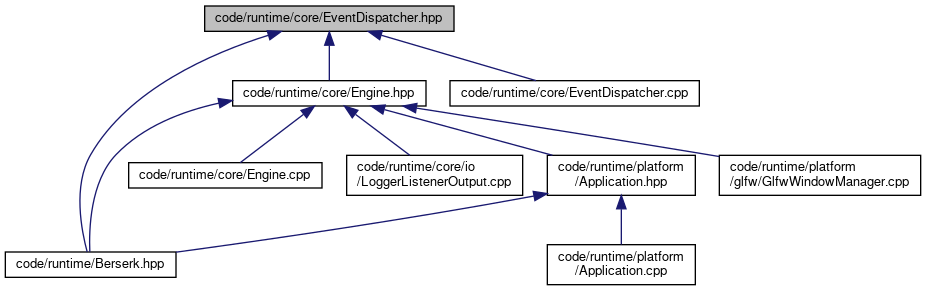 code/runtime/core/EventDispatcher.hpp
code/runtime/core/Engine.hpp
code/runtime/core/EventDispatcher.cpp
code/runtime/core/Engine.cpp
code/runtime/core/io
/LoggerListenerOutput.cpp
code/runtime/platform
/Application.hpp
code/runtime/platform
/glfw/GlfwWindowManager.cpp
code/runtime/Berserk.hpp
code/runtime/platform
/Application.cpp